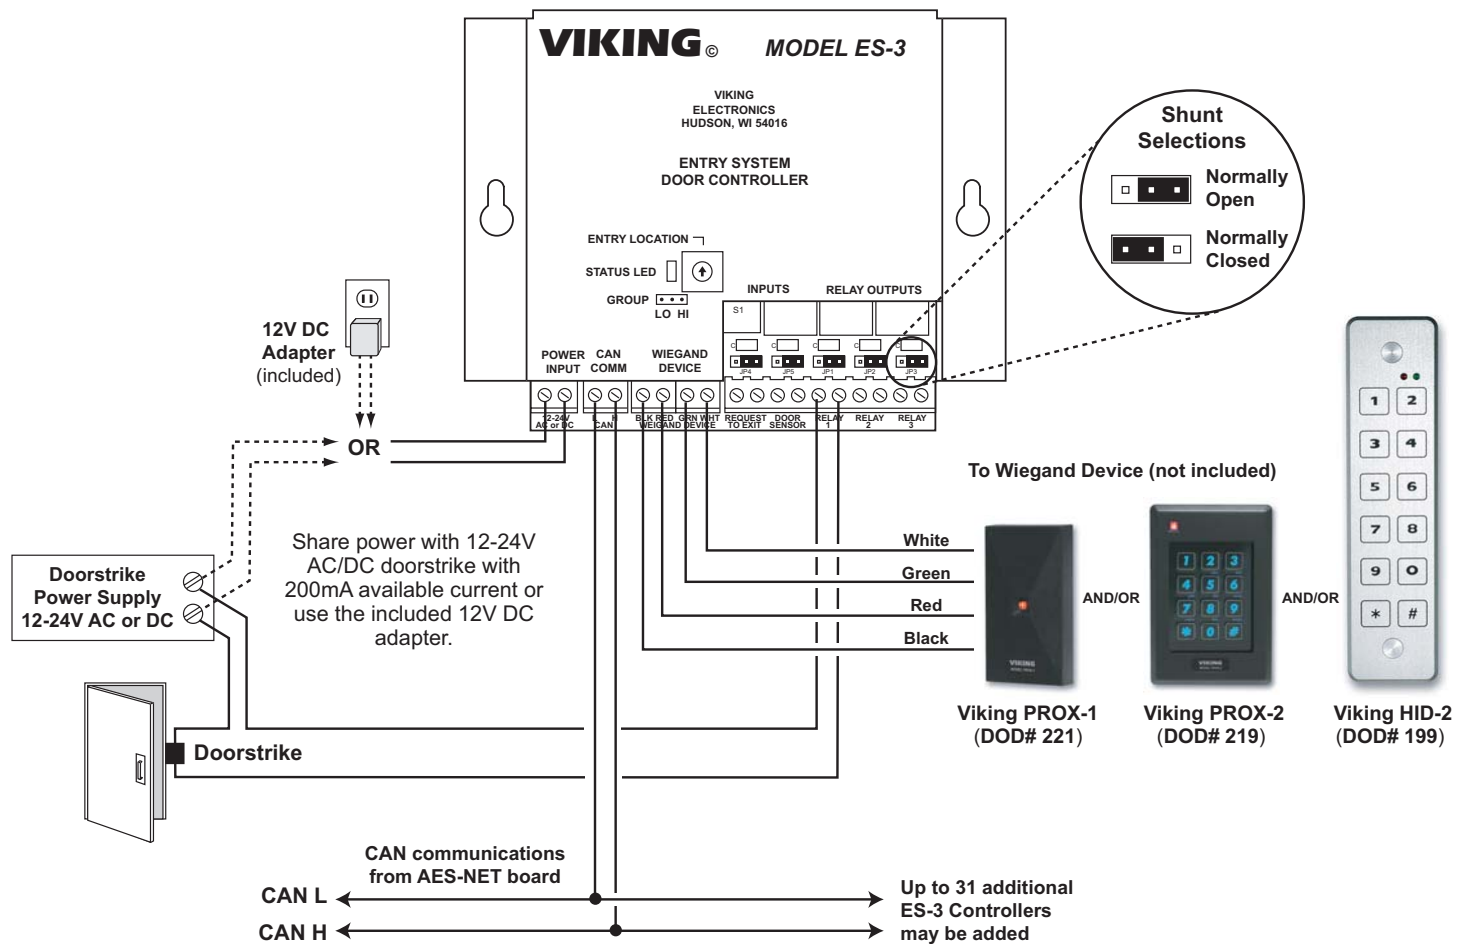 VIKING©
MODEL ES-3
VIKING
ELECTRONICS
HUDSON, WI 54016
ENTRY SYSTEM
DOOR CONTROLLER
Shunt
Selections
Normally
Open
Normally
Closed
ENTRY LOCATION
STATUS LED
GROUP
LO HI
INPUTS
RELAY OUTPUTS
S1
C C C C
JP4 JP5 JP1 JP2 JP3
POWER
INPUT
CAN
COMM
WIEGAND
DEVICE
12-24V
AC or DC
L H
CAN
BLK RED GRN WHT
WEIGAND DEVICE
REQUEST
TO EXIT
DOOR
SENSOR
RELAY
1
RELAY
2
RELAY
3
12V DC
Adapter
(included)
OR
Share power with 12-24V
AC/DC doorstrike with
200mA available current or
use the included 12V DC
adapter.
Doorstrike
Power Supply
12-24V AC or DC
Doorstrike
To Wiegand Device (not included)
White
Green
Red
Black
VIKING
AND/OR
1 2 3
4 5 6
7 8 9
* 0 #
VIKING
AND/OR
1 2
3 4
5 6
7 8
9 0
* #
Viking PROX-1
(DOD# 221)
Viking PROX-2
(DOD# 219)
Viking HID-2
(DOD# 199)
CAN communications
from AES-NET board
CAN L
CAN H
Up to 31 additional
ES-3 Controllers
may be added